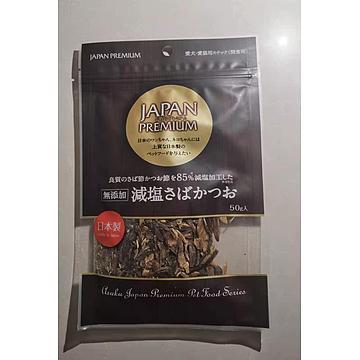 JAPAN PREMIUM
愛犬・愛猫用スナック(間食用)
JAPAN
PREMIUM
日本のワンちゃん、ネコちゃんには
上質な日本製の
ペットフードを与えたい
良質のさば節かつお節を85%減塩加工した
無添加 減塩さばかつお
50g入
日本製
Made in Japan
Asuku Japan Premium Pet Food Series